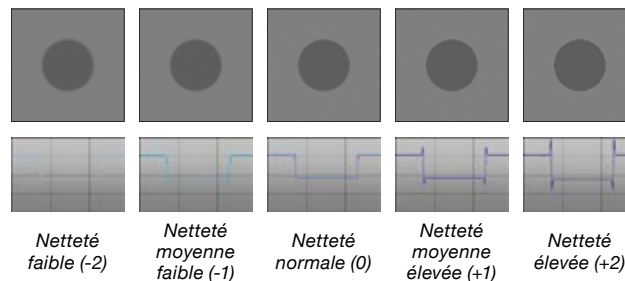 Netteté
faible (-2)
Netteté
moyenne
faible (-1)
Netteté
normale (0)
Netteté
moyenne
élevée (+1)
Netteté
élevée (+2)